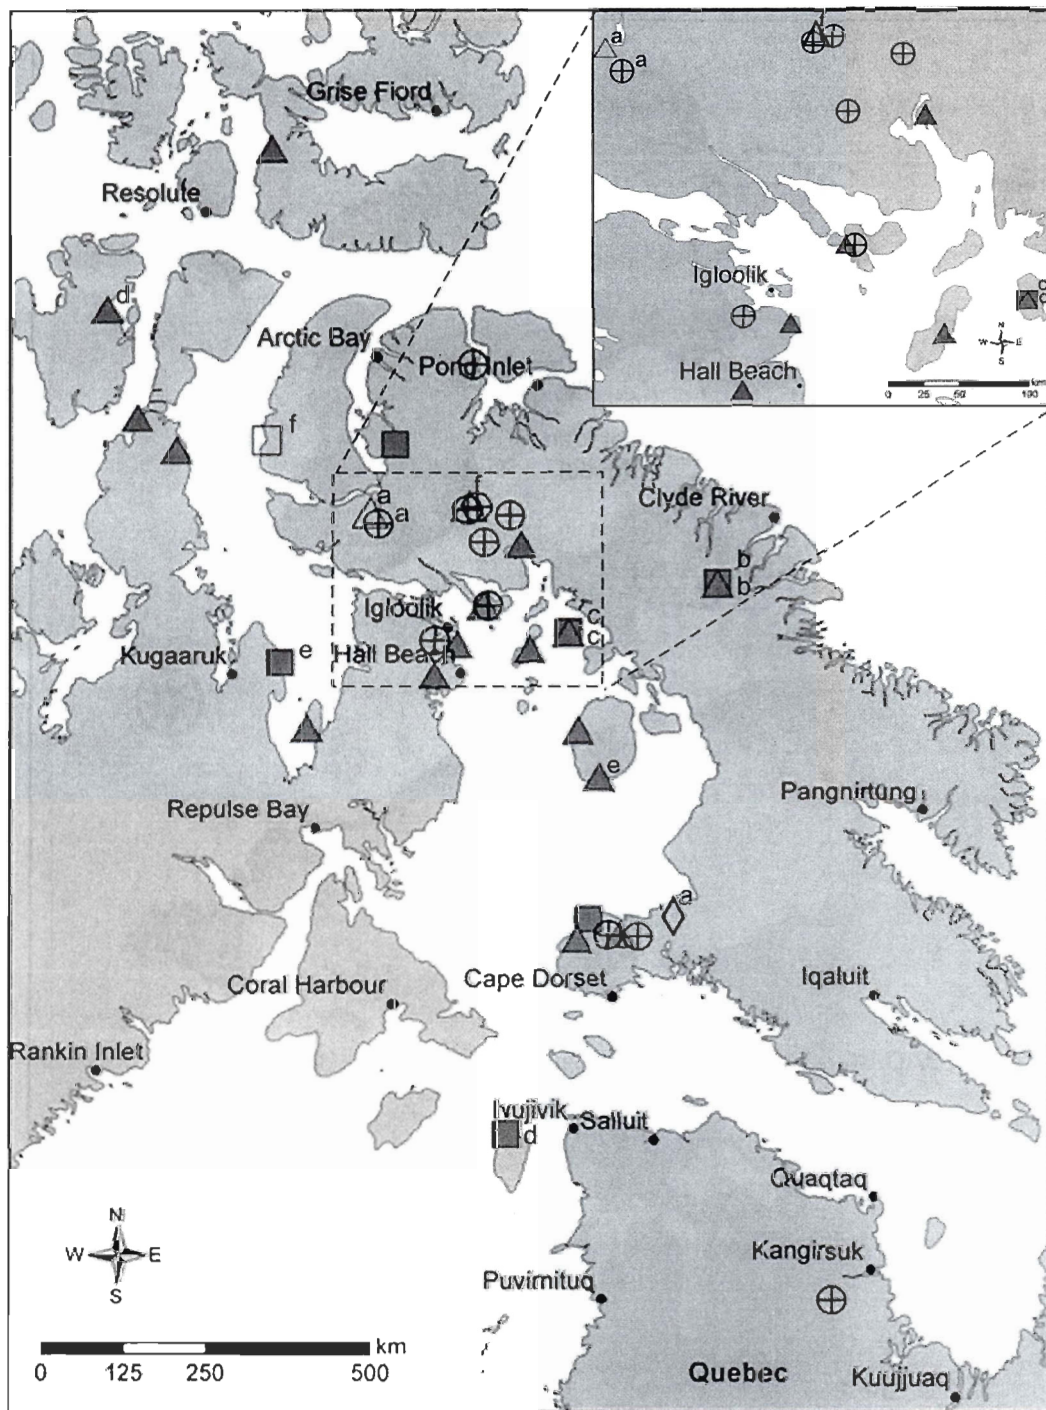 a
a
f
Grise Fiord
Resolute
Igloolik
c
c
N
W E
S
Hall Beach
0 25 50 100 km
d
Arctic Bay
Pond Inlet
f
Clyde River
a
a
f
b
b
Igloolik
c
c
Kugaaruk
e
Hall Beach
e
Pangnirtung
Repulse Bay
a
Coral Harbour
Cape Dorset
Iqaluit
Rankin Inlet
Ivujivik
Salluit
d
Quaqtaq
N
W E
S
Kangirsuk
Puvirnituq
km
0 125 250 500
Quebec
Kuujjuaq